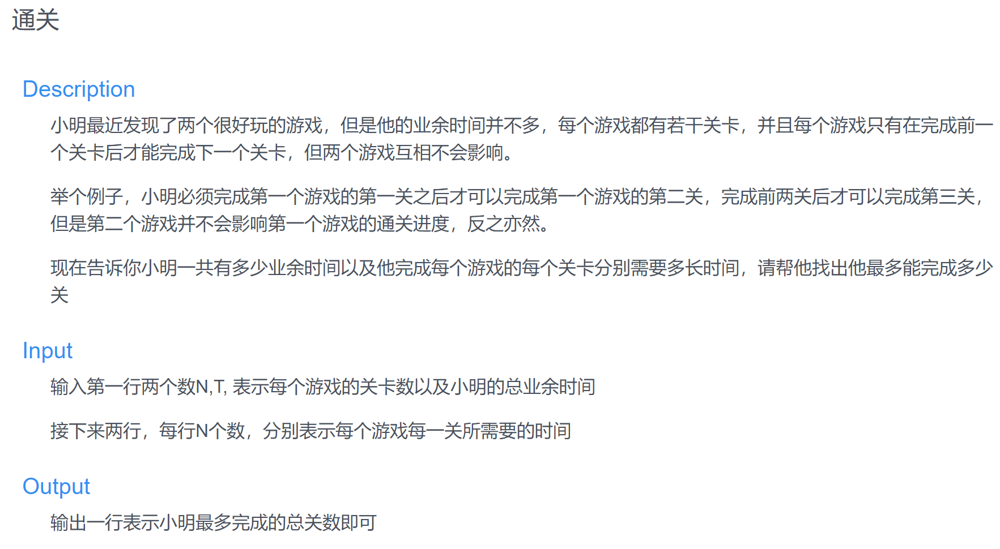 通关
Description
小明最近发现了两个很好玩的游戏，但是他的业余时间并不多，每个游戏都有若干关卡，并且每个游戏只有在完成前一
个关卡后才能完成下一个关卡，但两个游戏互相不会影响。
举个例子，小明必须完成第一个游戏的第一关之后才可以完成第一个游戏的第二关，完成前两关后才可以完成第三关，
但是第二个游戏并不会影响第一个游戏的通关进度，反之亦然。
现在告诉你小明一共有多少业余时间以及他完成每个游戏的每个关卡分别需要多长时间，请帮他找出他最多能完成多少
关
Input
输入第一行两个数N,T, 表示每个游戏的关卡数以及小明的总业余时间
接下来两行，每行N个数，分别表示每个游戏每一关所需要的时间
Output
输出一行表示小明最多完成的总关数即可